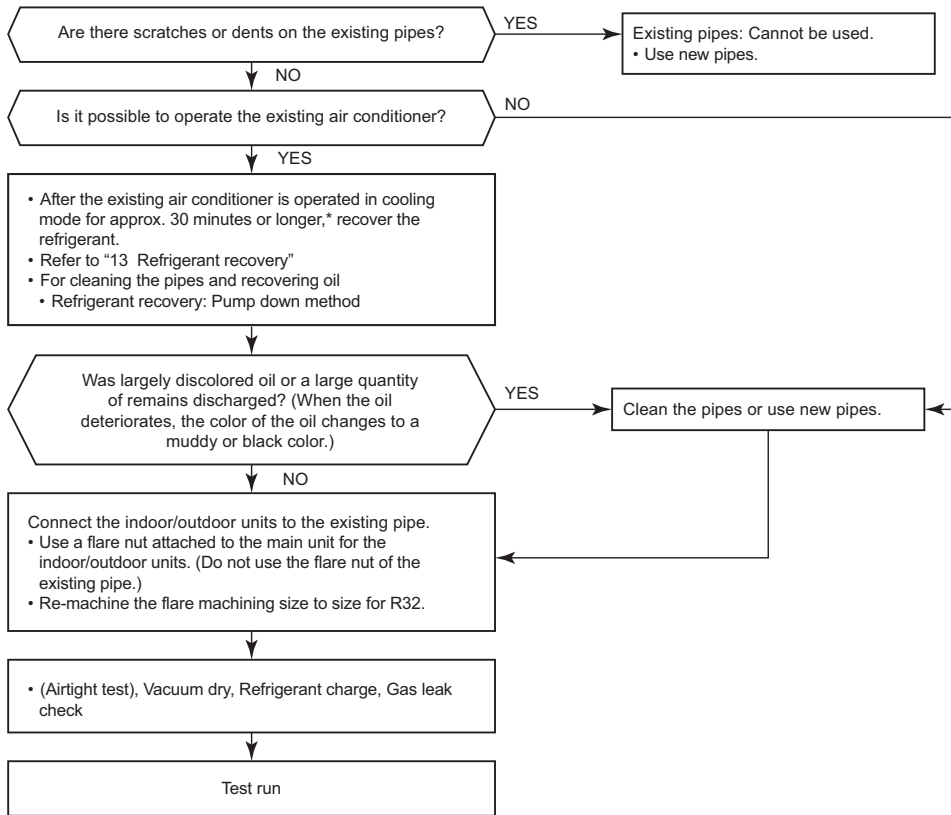 Are there scratches or dents on the existing pipes?
YES
Existing pipes: Cannot be used.
• Use new pipes.
NO
Is it possible to operate the existing air conditioner?
NO
YES
• After the existing air conditioner is operated in cooling
mode for approx. 30 minutes or longer,* recover the
refrigerant.
• Refer to “13 Refrigerant recovery”
• For cleaning the pipes and recovering oil
• Refrigerant recovery: Pump down method
Was largely discolored oil or a large quantity
of remains discharged? (When the oil
deteriorates, the color of the oil changes to a
muddy or black color.)
YES
Clean the pipes or use new pipes.
NO
Connect the indoor/outdoor units to the existing pipe.
• Use a flare nut attached to the main unit for the
indoor/outdoor units. (Do not use the flare nut of the
existing pipe.)
• Re-machine the flare machining size to size for R32.
• (Airtight test), Vacuum dry, Refrigerant charge, Gas leak
check
Test run